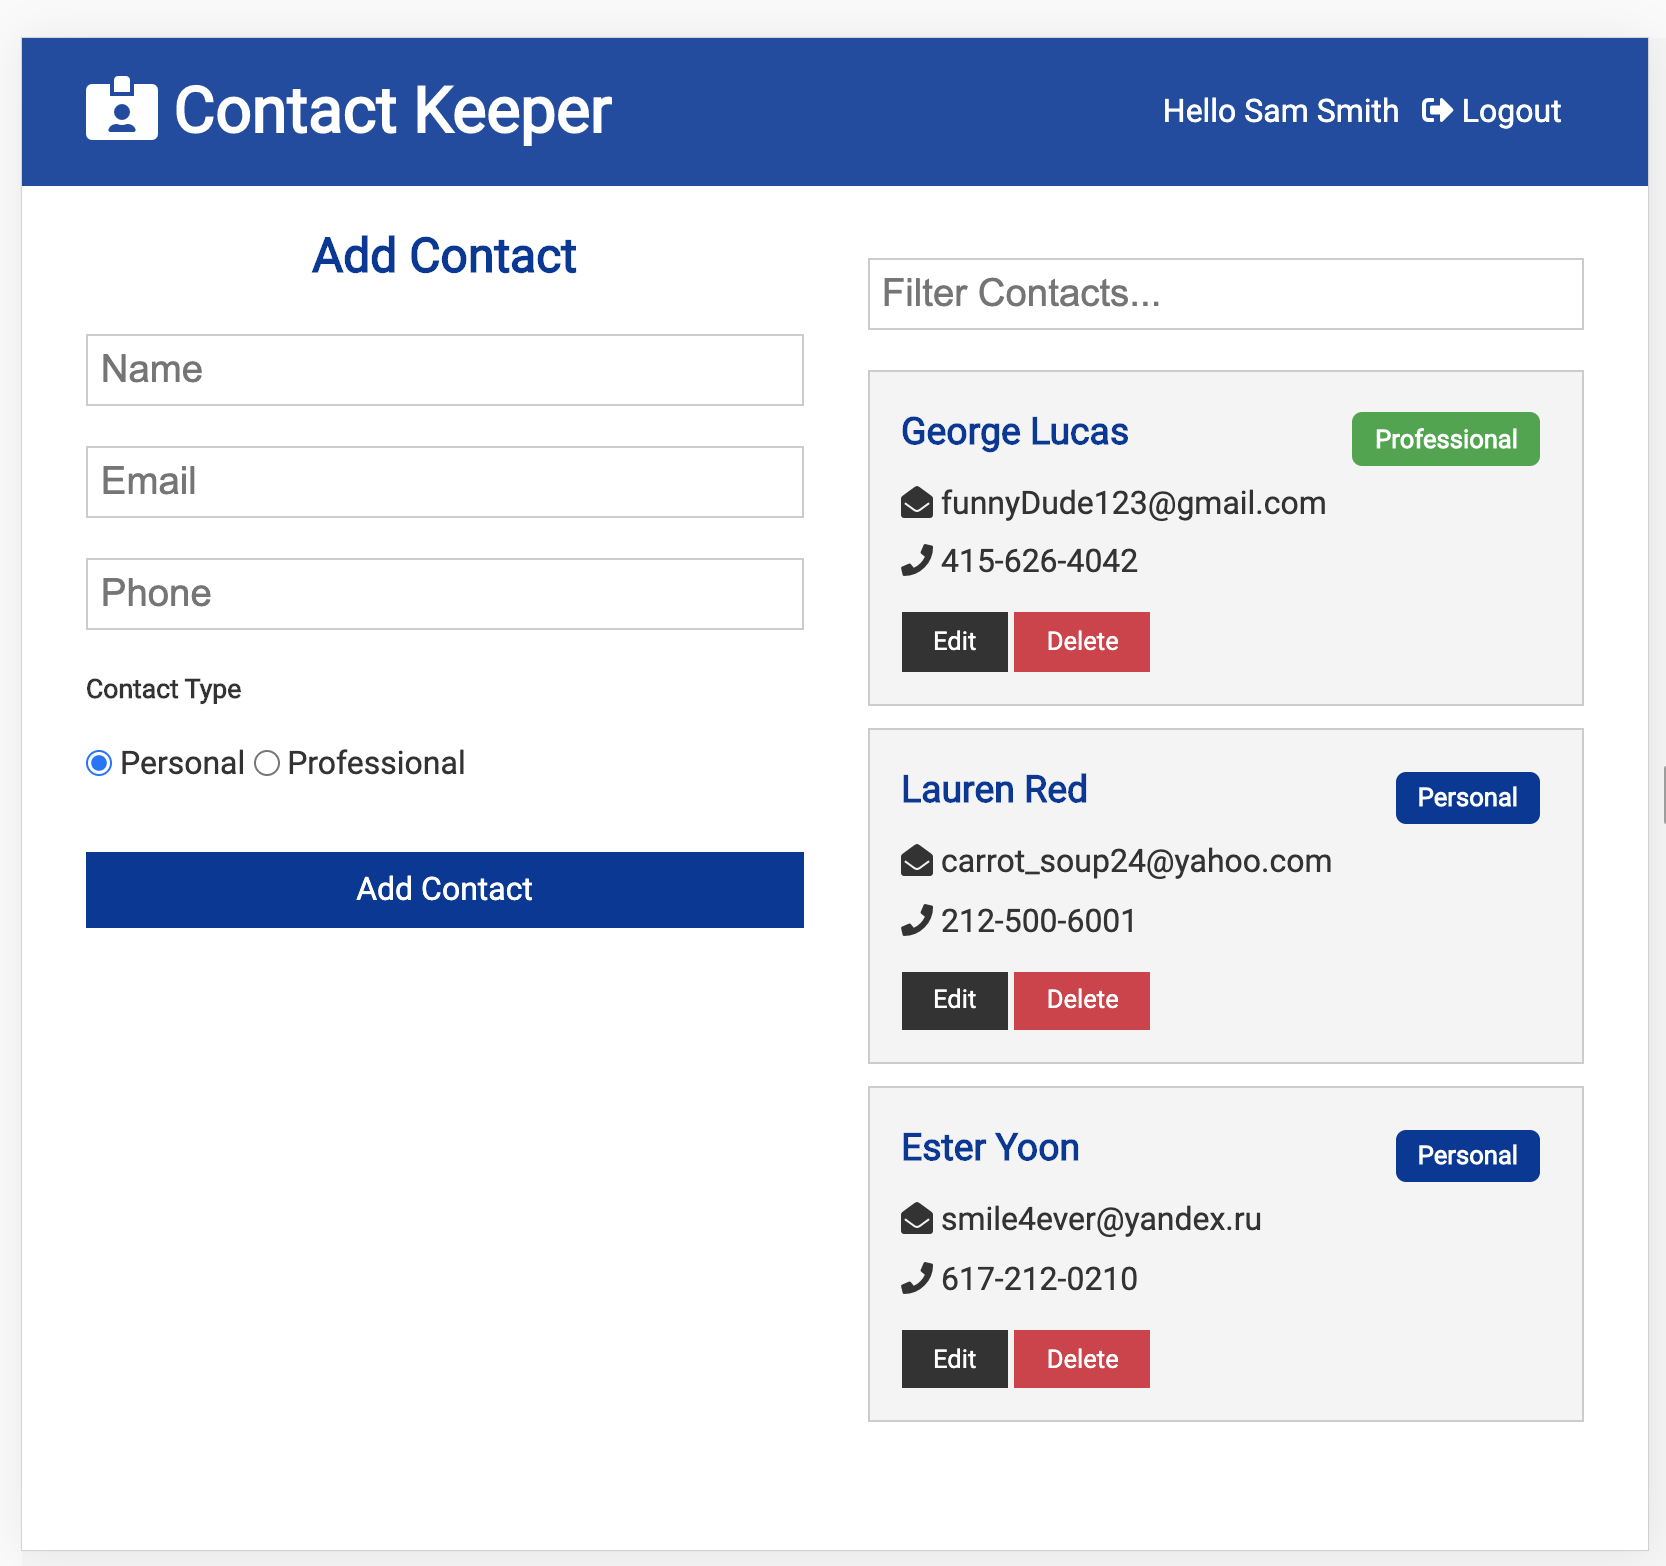 Contact Keeper
Hello Sam Smith Logout
Add Contact
Name
Email
Phone
Contact Type
Personal Professional
Add Contact
Filter Contacts...
George Lucas
Professional
funnyDude123@gmail.com
415-626-4042
Edit Delete
Lauren Red
Personal
carrot_soup24@yahoo.com
212-500-6001
Edit Delete
Ester Yoon
Personal
smile4ever@yandex.ru
617-212-0210
Edit Delete